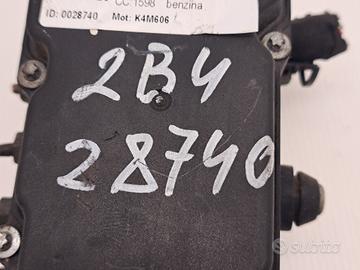 CC:1598 benzina
ID: 0028740 Mot: K4M606
2B4
28740
subito